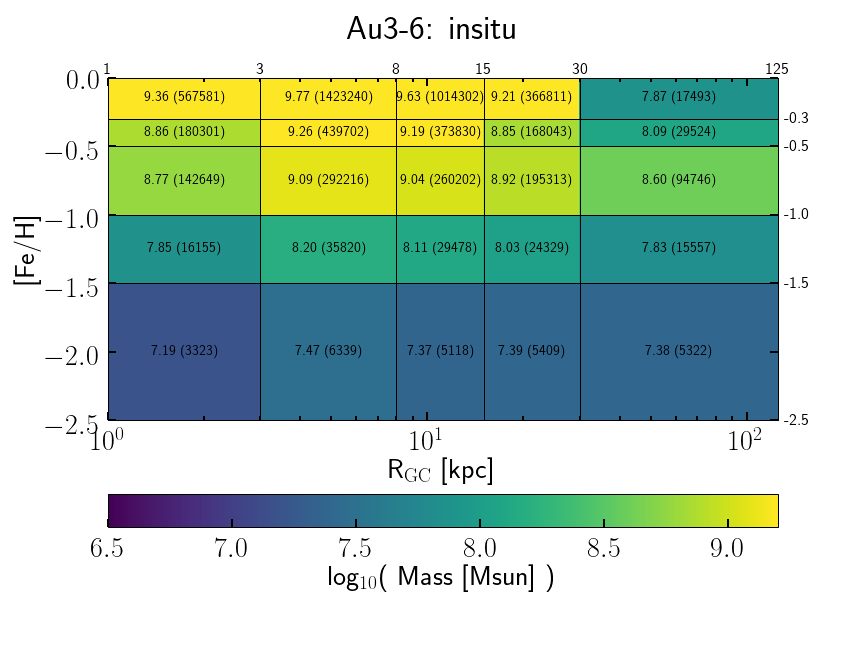 Au3-6: insitu
1 3 8 15 30 125
0.0
9.36 (567581) 9.77 (1423240) 9.63 (1014302) 9.21 (366811) 7.87 (17493)
-0.3
8.86 (180301) 9.26 (439702) 9.19 (373830) 8.85 (168043) 8.09 (29524)
−0.5 -0.5
8.77 (142649) 9.09 (292216) 9.04 (260202) 8.92 (195313) 8.60 (94746)
−1.0 -1.0
[Fe/H]
7.85 (16155) 8.20 (35820) 8.11 (29478) 8.03 (24329) 7.83 (15557)
−1.5 -1.5
7.19 (3323) 7.47 (6339) 7.37 (5118) 7.39 (5409) 7.38 (5322)
−2.0
−2.5 -2.5
10⁰ 10¹ 10²
R_GC [kpc]
6.5 7.0 7.5 8.0 8.5 9.0
log₁₀( Mass [Msun] )